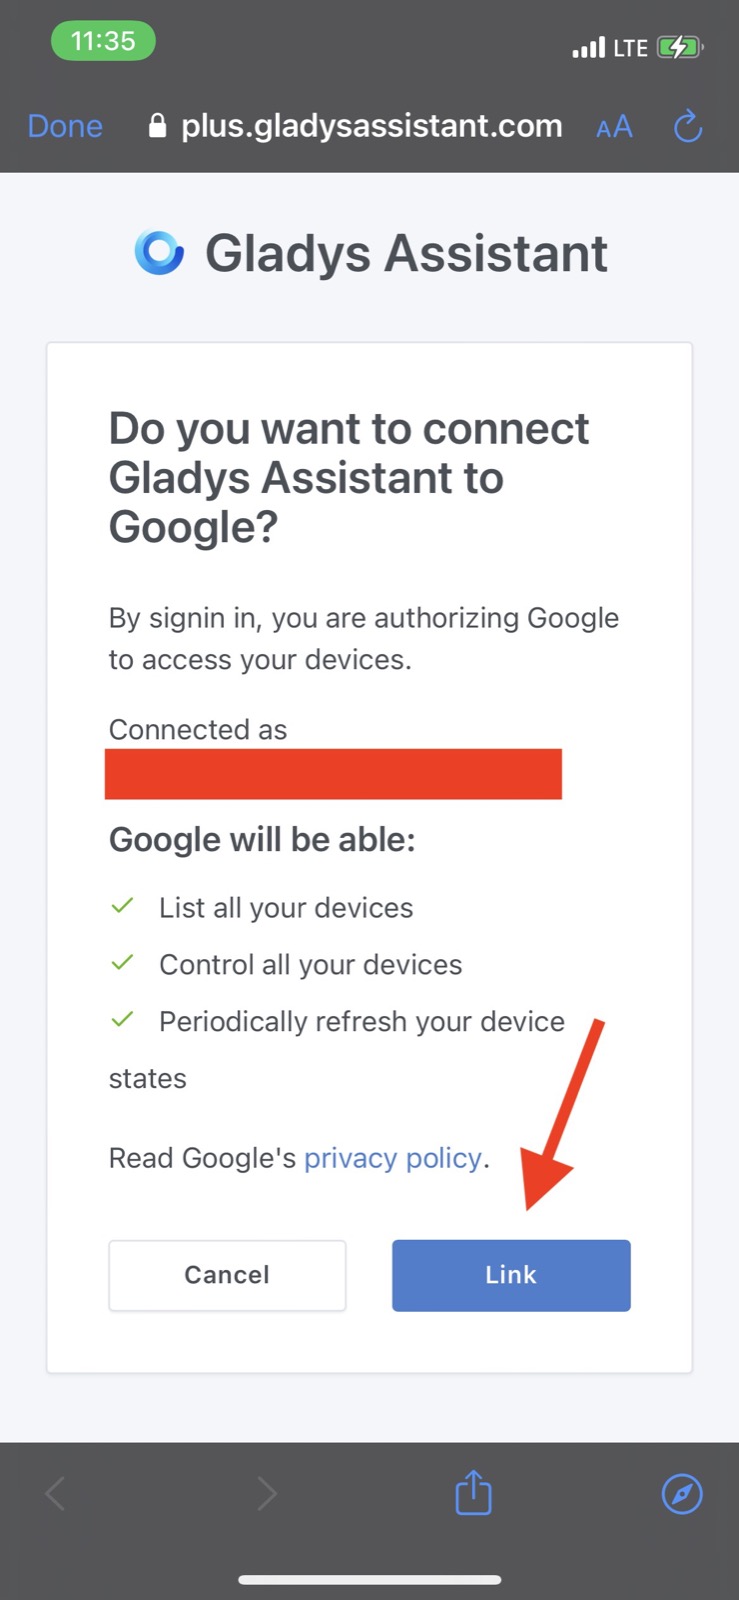 11:35
LTE
Done
plus.gladysassistant.com
AA
Gladys Assistant
Do you want to connect
Gladys Assistant to
Google?
By signin in, you are authorizing Google
to access your devices.
Connected as
Google will be able:
List all your devices
Control all your devices
Periodically refresh your device
states
Read Google's privacy policy.
Cancel
Link